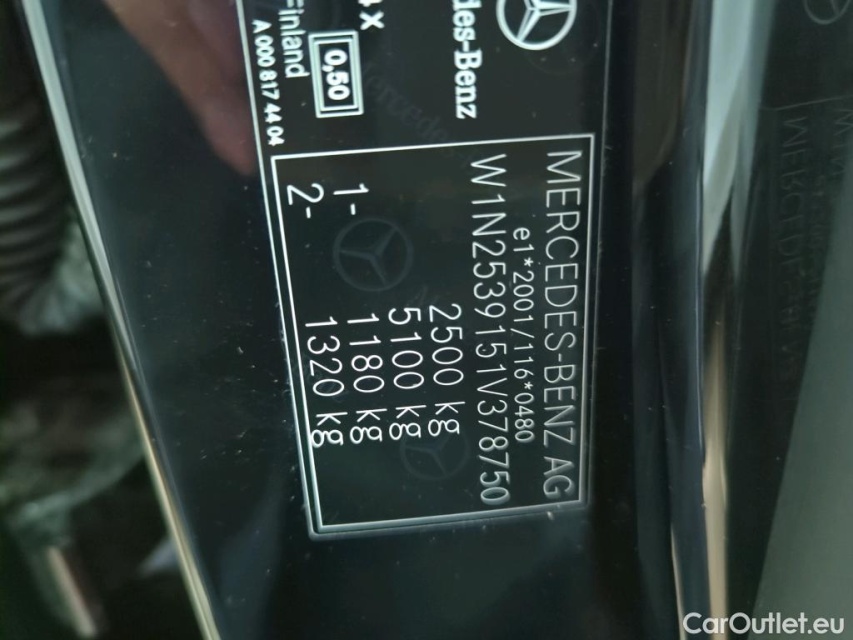 des-Benz
4 X
0,50
Finland
A 000 817 44 04
MERCEDES-BENZ AG
e1*2001/116*0480
W1N2539151V378750
2500 kg
5100 kg
1- 1180 kg
2- 1320 kg
CarOutlet.eu